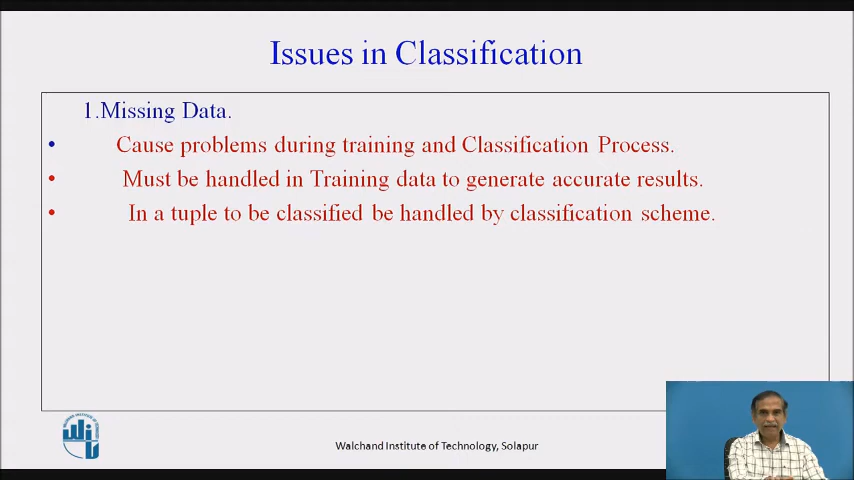 Issues in Classification
1.Missing Data.
• Cause problems during training and Classification Process.
• Must be handled in Training data to generate accurate results.
• In a tuple to be classified be handled by classification scheme.
Walchand Institute of Technology, Solapur